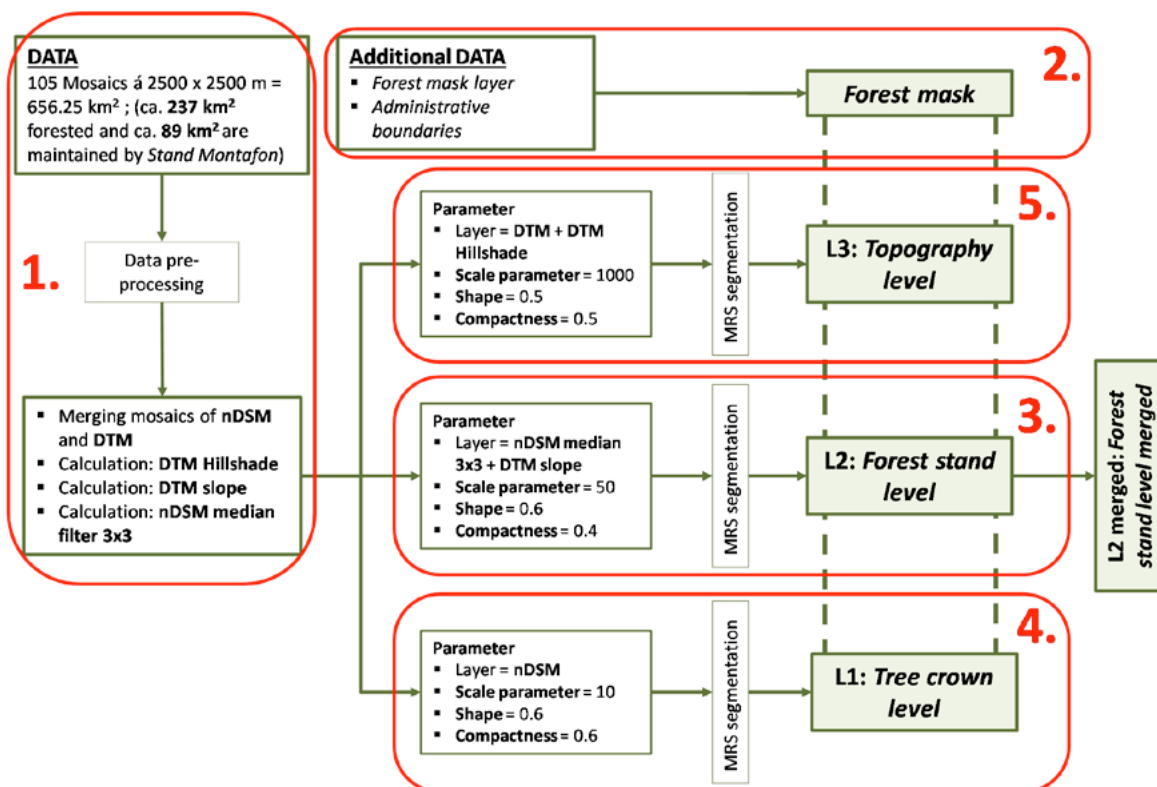 DATA
105 Mosaics á 2500 x 2500 m =
656.25 km² ; (ca. 237 km²
forested and ca. 89 km² are
maintained by Stand Montafon)
1.
Data pre-
processing
▪ Merging mosaics of nDSM
and DTM
▪ Calculation: DTM Hillshade
▪ Calculation: DTM slope
▪ Calculation: nDSM median
filter 3x3
Additional DATA
▪ Forest mask layer
▪ Administrative
boundaries
Forest mask
2.
Parameter
▪ Layer = DTM + DTM
Hillshade
▪ Scale parameter = 1000
▪ Shape = 0.5
▪ Compactness = 0.5
MRS segmentation
L3: Topography
level
5.
Parameter
▪ Layer = nDSM median
3x3 + DTM slope
▪ Scale parameter = 50
▪ Shape = 0.6
▪ Compactness = 0.4
MRS segmentation
L2: Forest stand
level
3.
L2 merged: Forest
stand level merged
Parameter
▪ Layer = nDSM
▪ Scale parameter = 10
▪ Shape = 0.6
▪ Compactness = 0.6
MRS segmentation
L1: Tree crown
level
4.